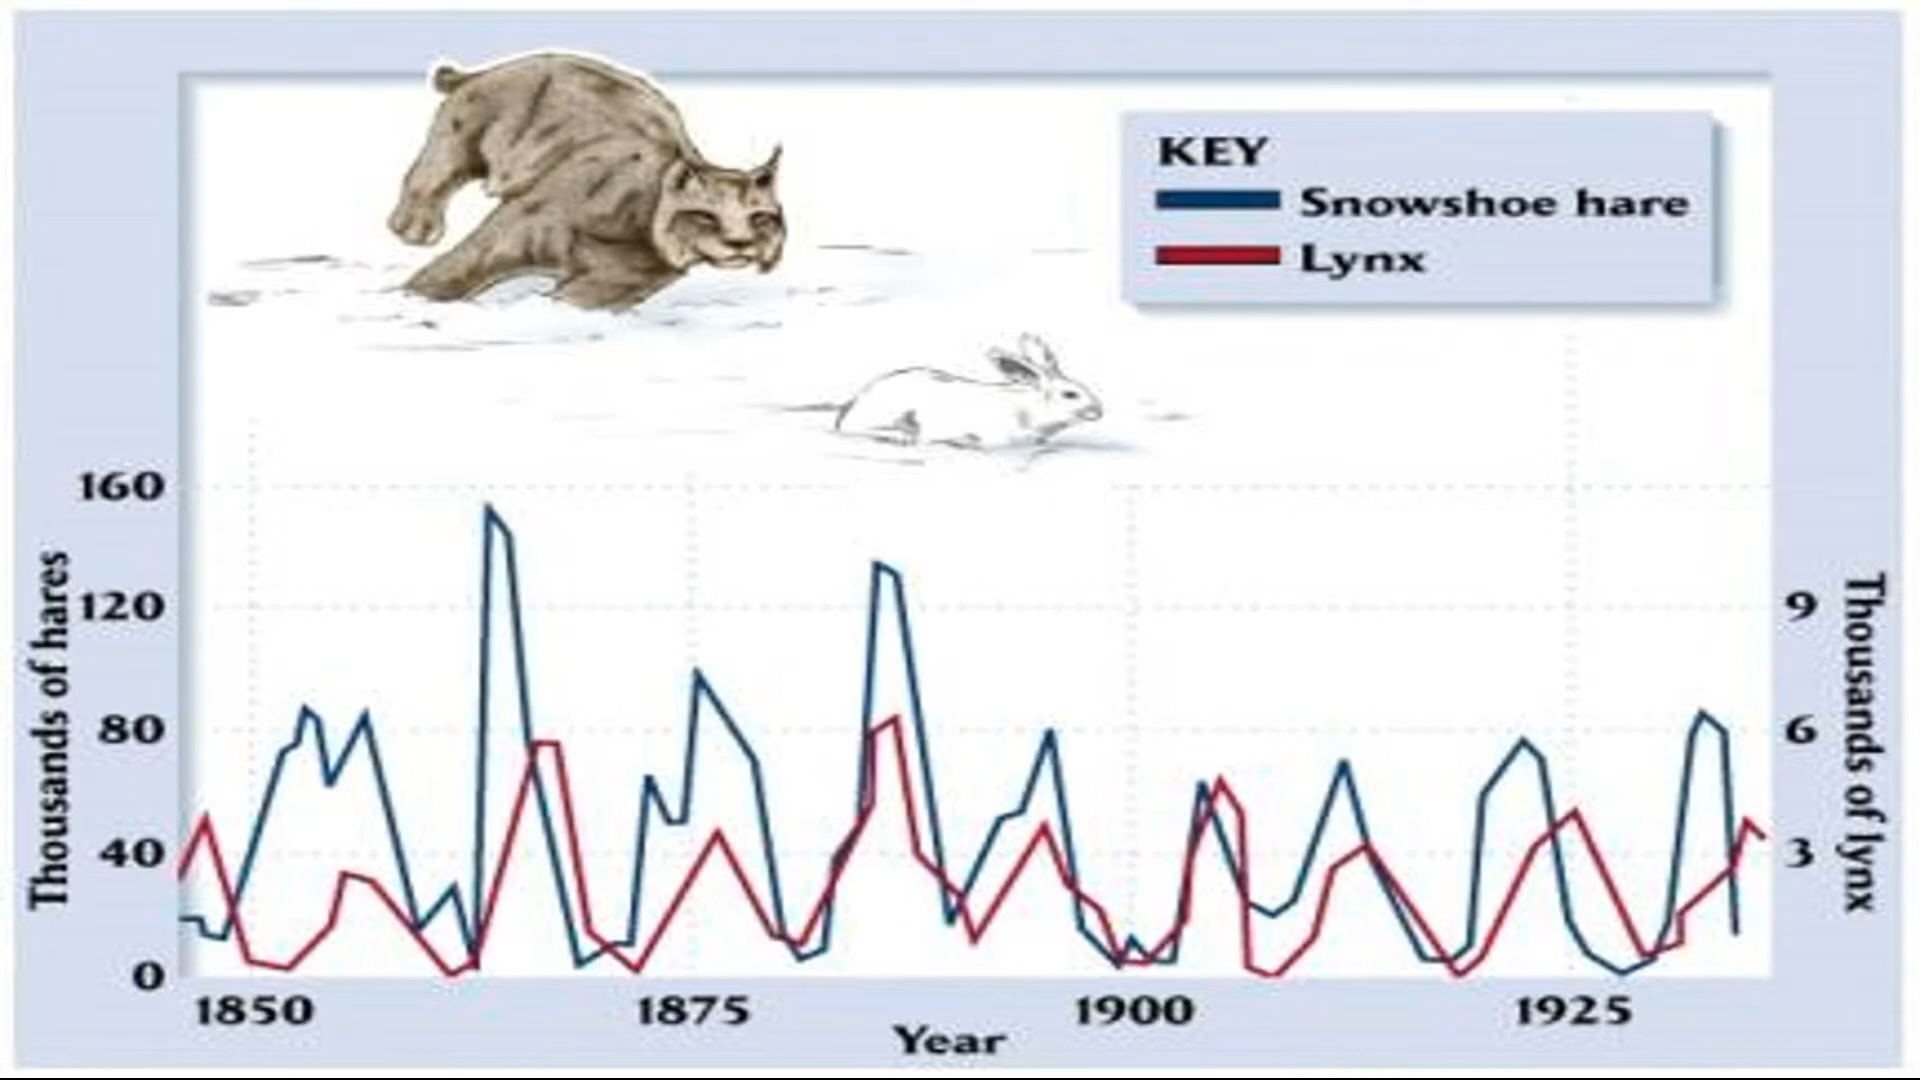 KEY
Snowshoe hare
Lynx
Thousands of hares
160
120
80
40
0
9
6
3
Thousands of lynx
1850 1875 1900 1925
Year